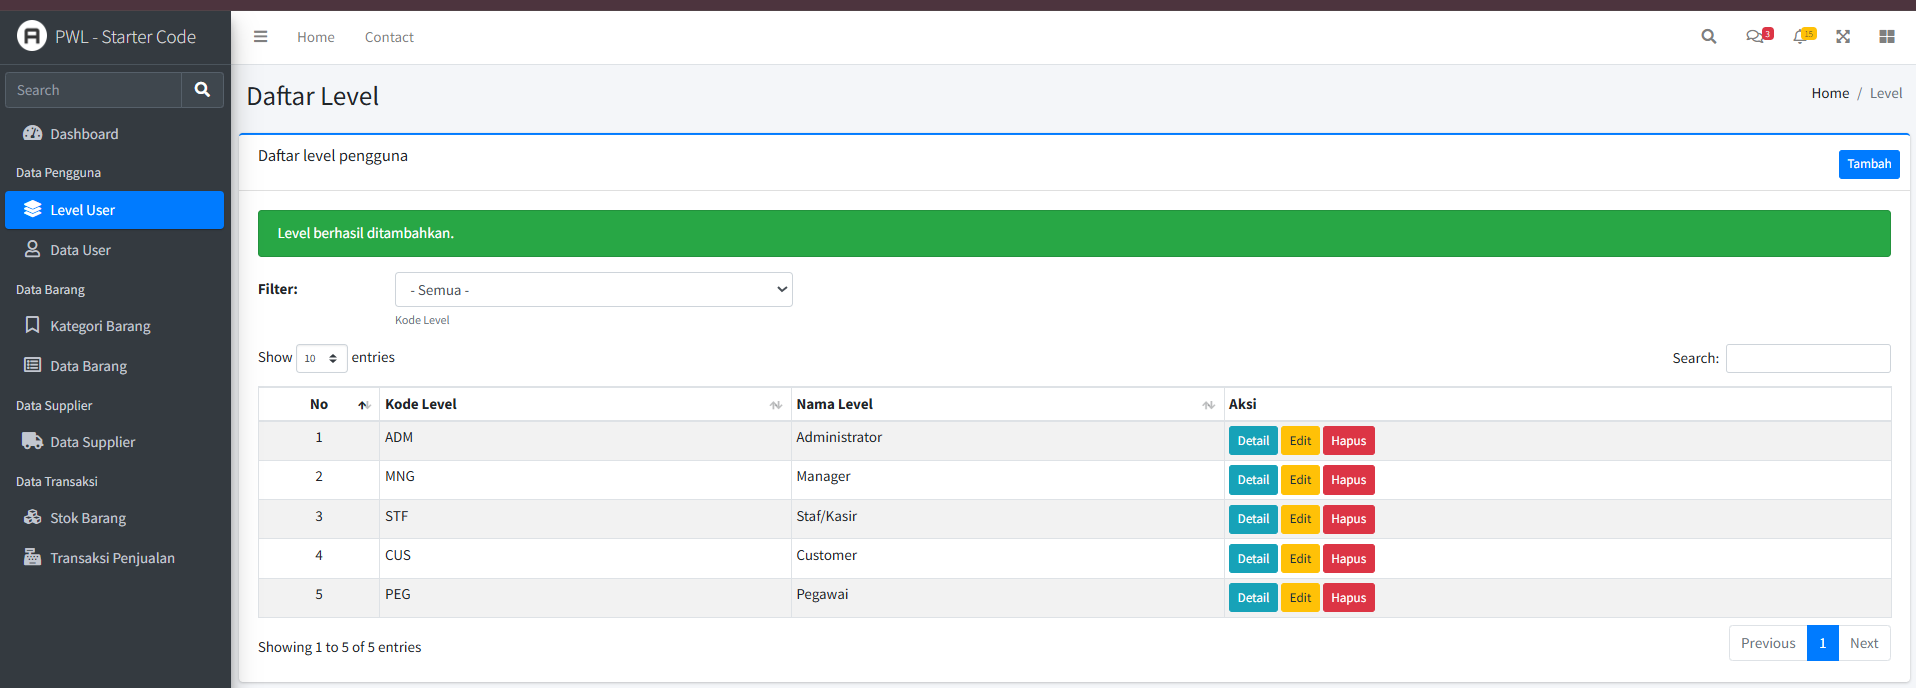 PWL - Starter Code
Home
Contact
3
15
Search
Daftar Level
Home / Level
Dashboard
Data Pengguna
Level User
Data User
Data Barang
Kategori Barang
Data Barang
Data Supplier
Data Supplier
Data Transaksi
Stok Barang
Transaksi Penjualan
Daftar level pengguna
Tambah
Level berhasil ditambahkan.
Filter:
- Semua -
Kode Level
Show 10 entries
Search:
No Kode Level Nama Level Aksi
1 ADM Administrator Detail Edit Hapus
2 MNG Manager Detail Edit Hapus
3 STF Staf/Kasir Detail Edit Hapus
4 CUS Customer Detail Edit Hapus
5 PEG Pegawai Detail Edit Hapus
Showing 1 to 5 of 5 entries
Previous 1 Next